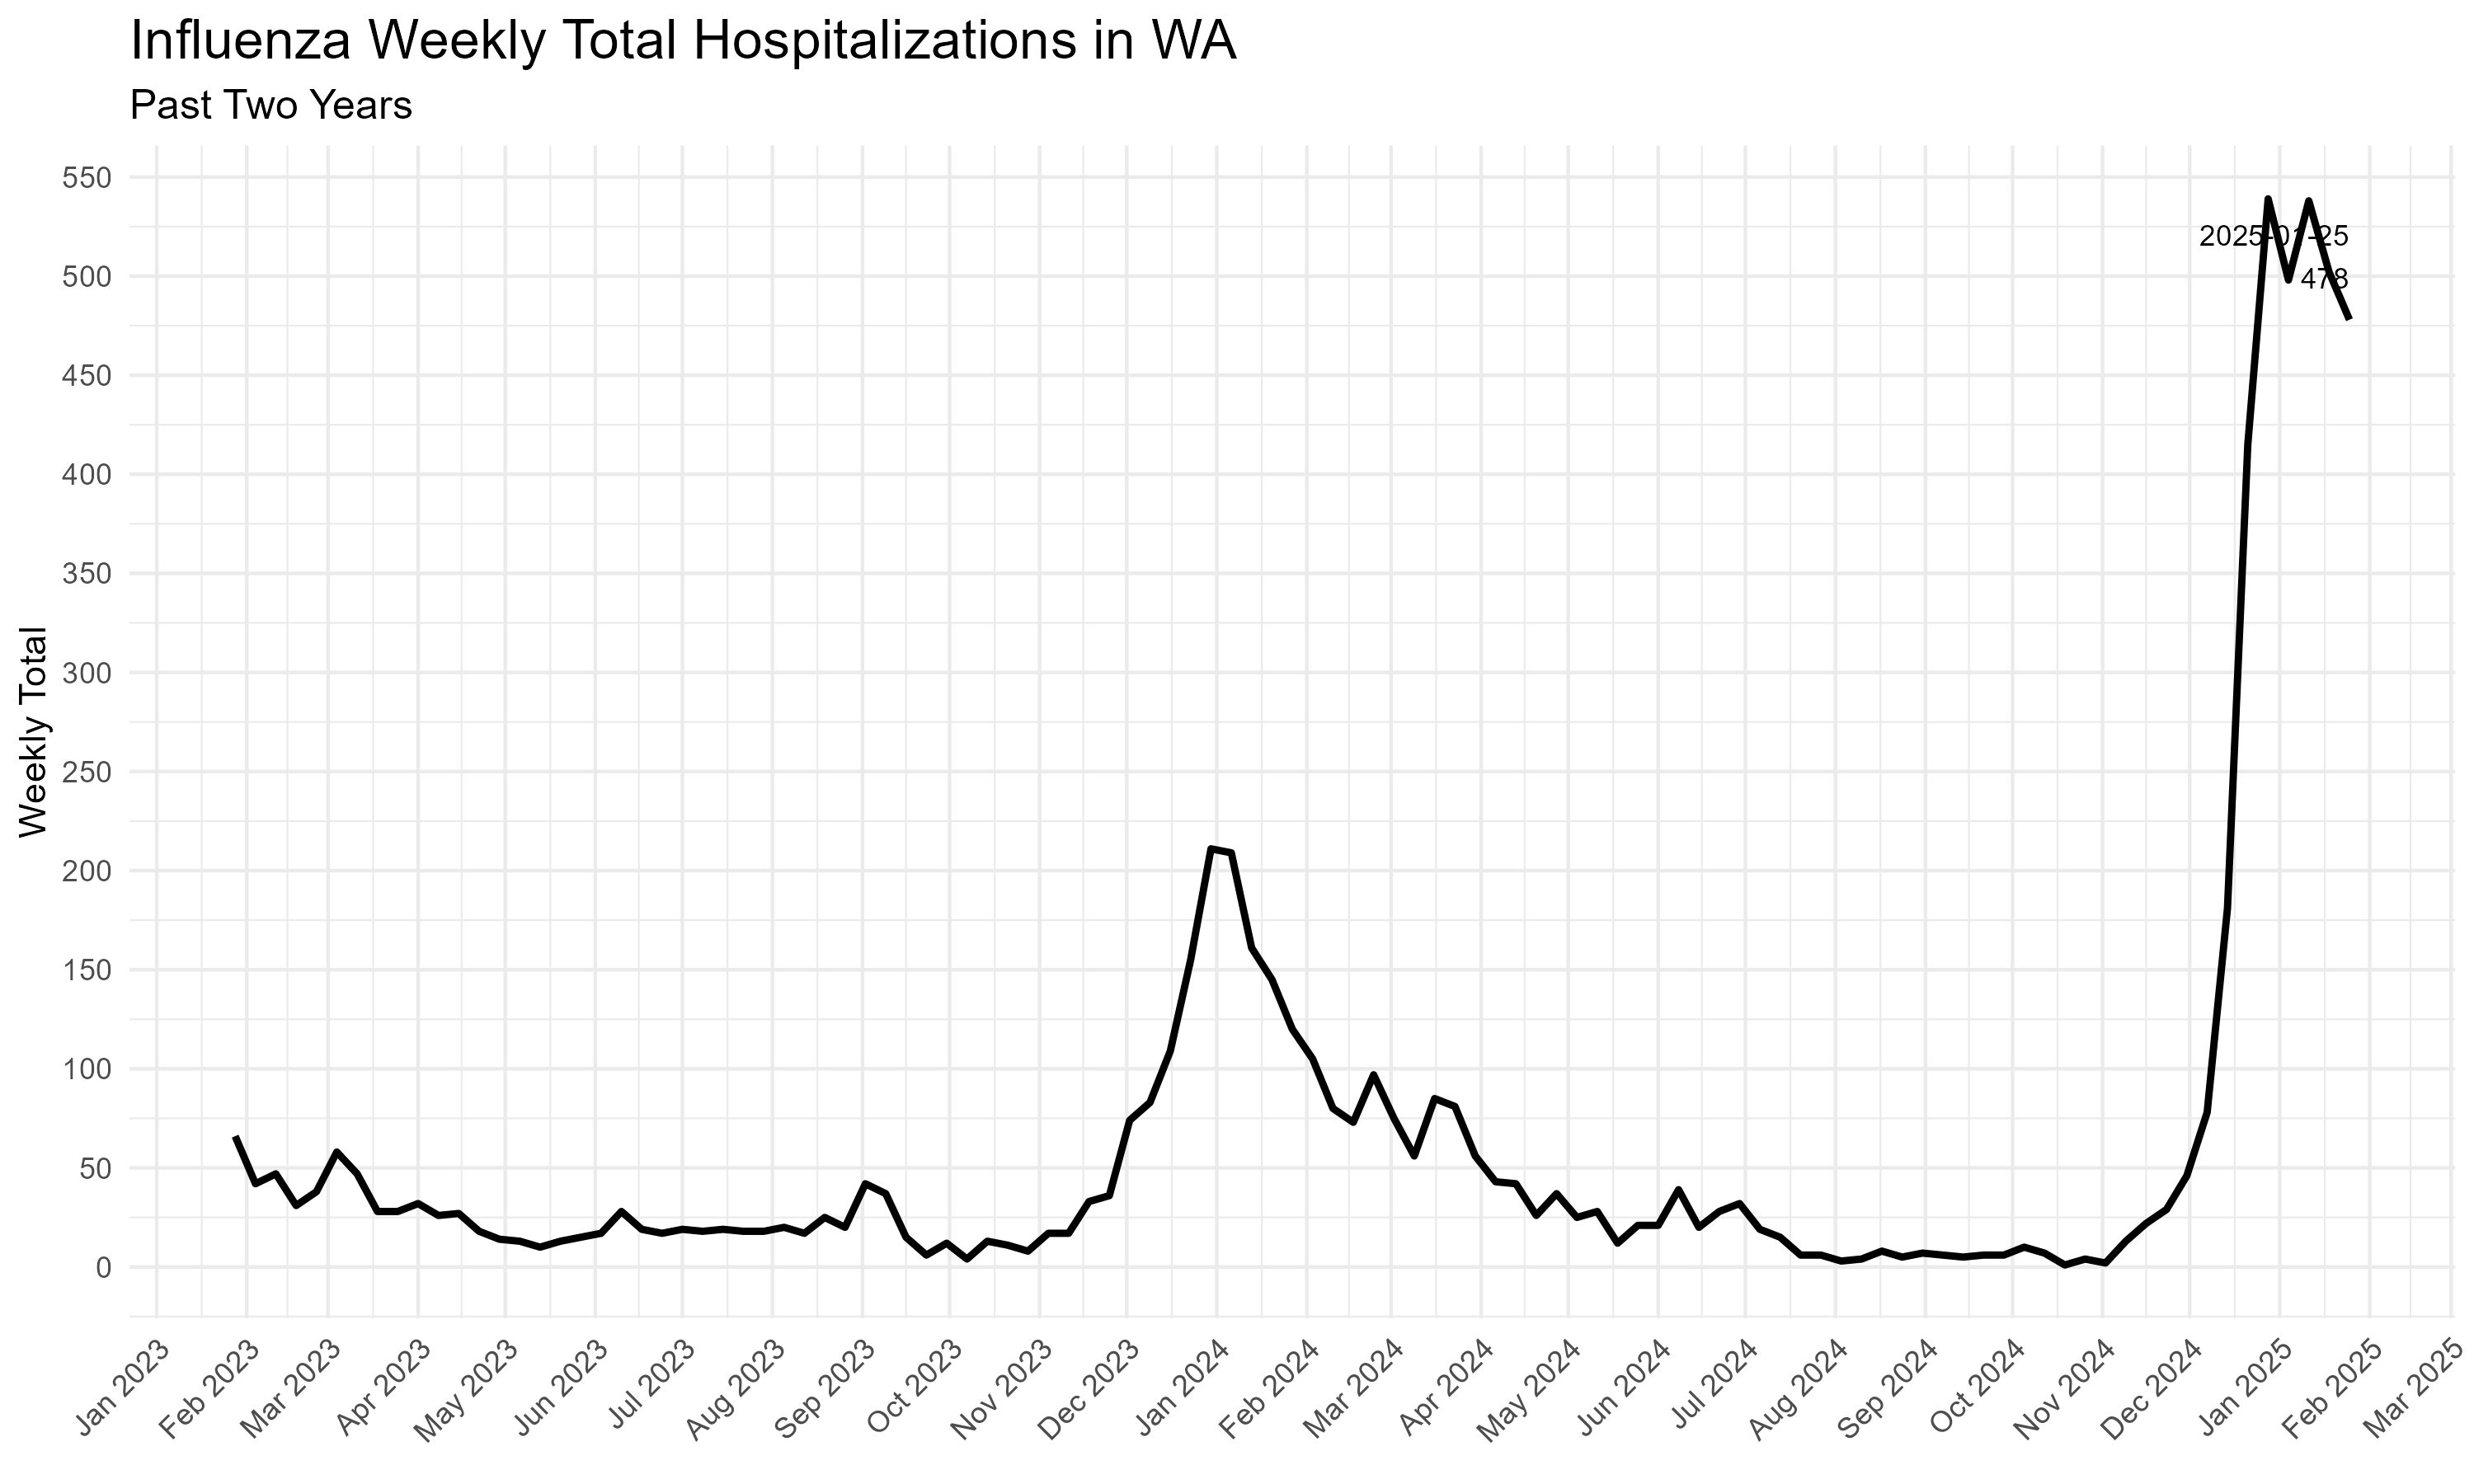 Influenza Weekly Total Hospitalizations in WA
Past Two Years
Weekly Total
550
500
450
400
350
300
250
200
150
100
50
0
2025-01-25
478
Jan 2023
Feb 2023
Mar 2023
Apr 2023
May 2023
Jun 2023
Jul 2023
Aug 2023
Sep 2023
Oct 2023
Nov 2023
Dec 2023
Jan 2024
Feb 2024
Mar 2024
Apr 2024
May 2024
Jun 2024
Jul 2024
Aug 2024
Sep 2024
Oct 2024
Nov 2024
Dec 2024
Jan 2025
Feb 2025
Mar 2025